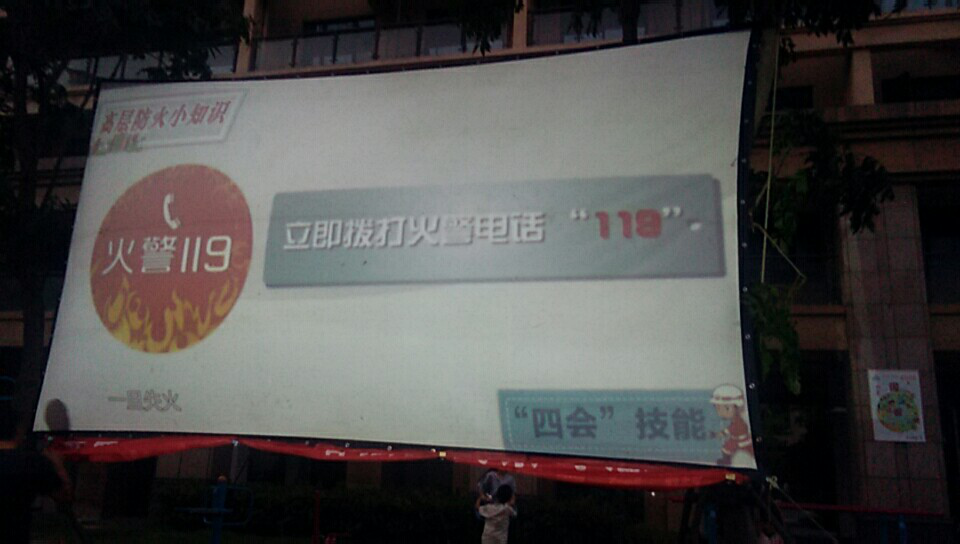 高层防火小知识
火警119
立即拨打火警电话“119”。
一旦失火
“四会”技能